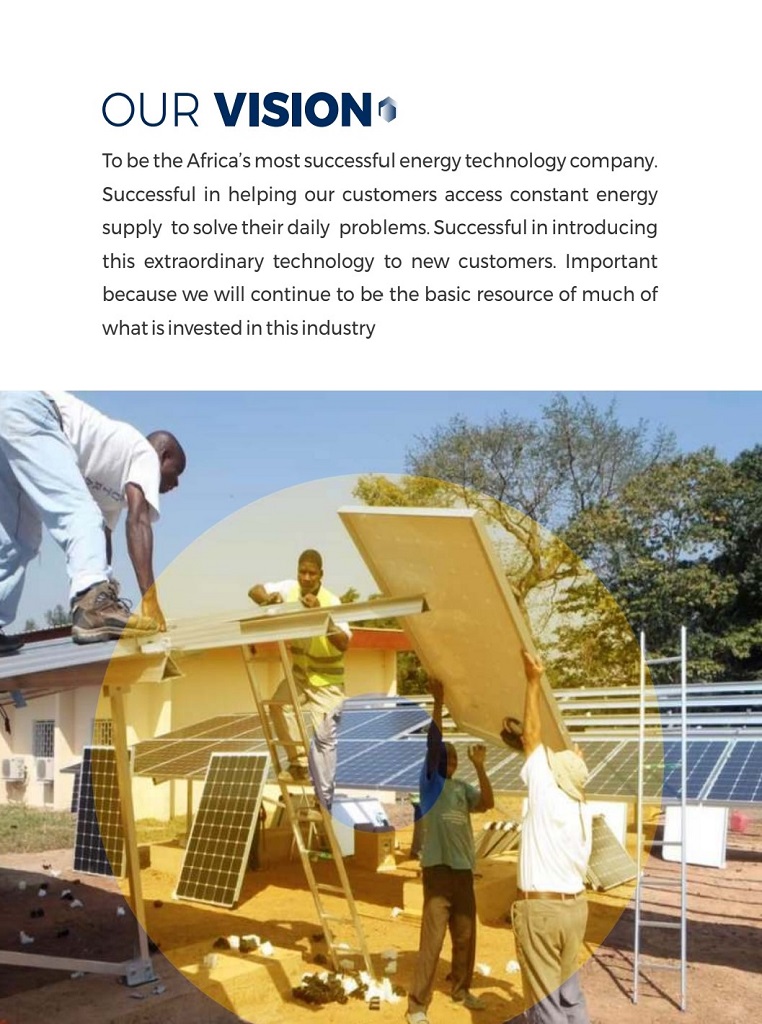 OUR VISION
To be the Africa’s most successful energy technology company.
Successful in helping our customers access constant energy
supply to solve their daily problems. Successful in introducing
this extraordinary technology to new customers. Important
because we will continue to be the basic resource of much of
what is invested in this industry